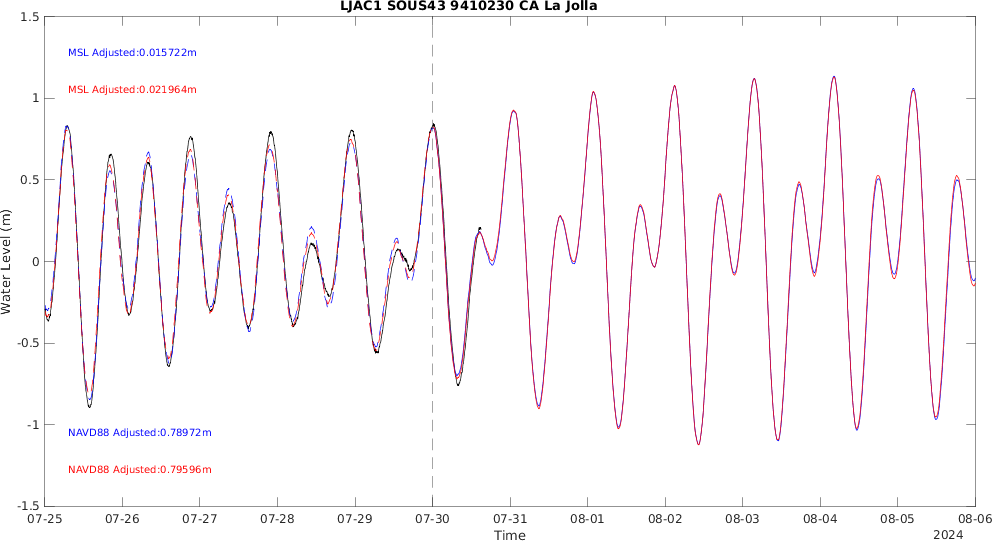 LJAC1 SOUS43 9410230 CA La Jolla
1.5
MSL Adjusted:0.015722m
MSL Adjusted:0.021964m
1
0.5
Water Level (m)
0
-0.5
-1
NAVD88 Adjusted:0.78972m
NAVD88 Adjusted:0.79596m
-1.5
07-25 07-26 07-27 07-28 07-29 07-30 07-31 08-01 08-02 08-03 08-04 08-05 08-06
Time
2024